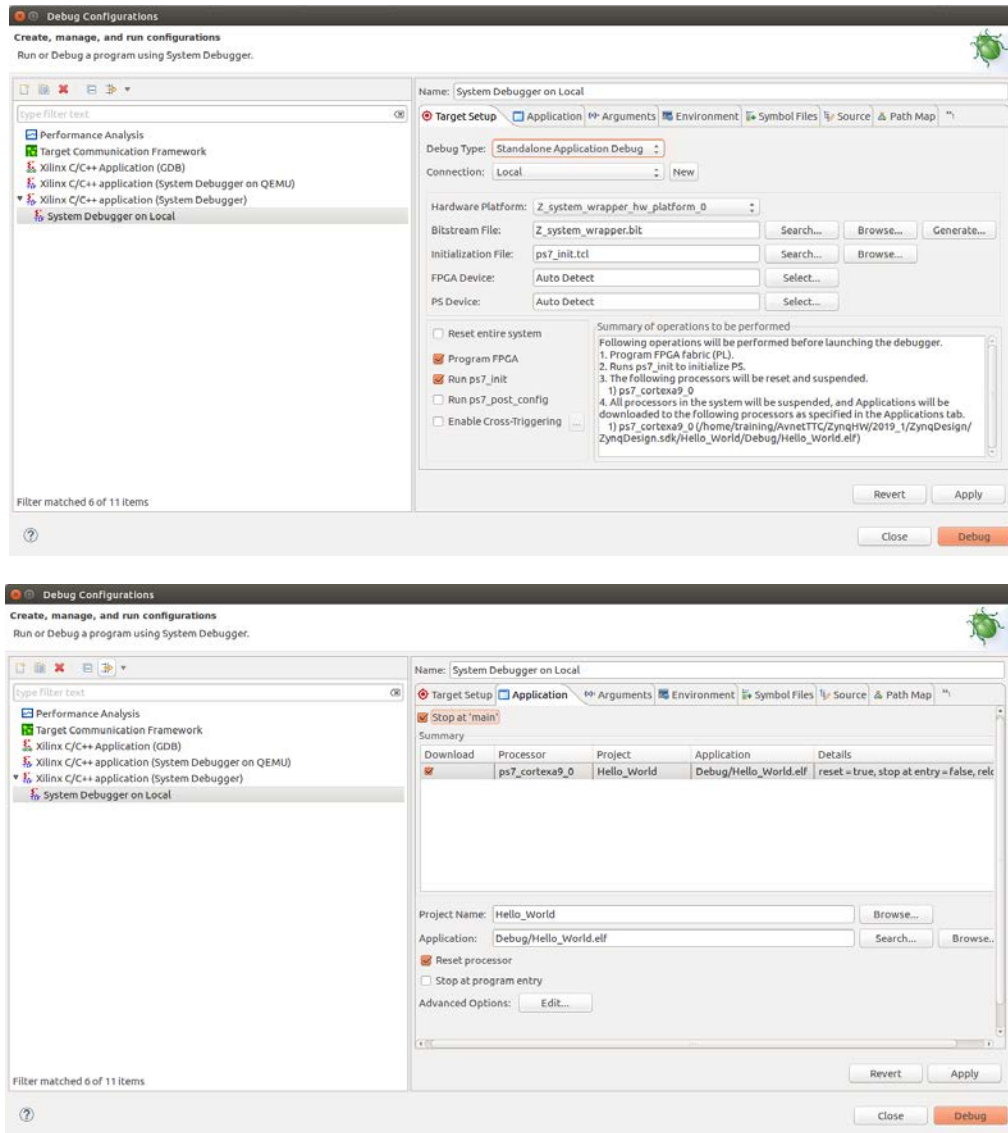 Debug Configurations
Create, manage, and run configurations
Run or Debug a program using System Debugger.
type filter text
Performance Analysis
Target Communication Framework
Xilinx C/C++ Application (GDB)
Xilinx C/C++ application (System Debugger on QEMU)
Xilinx C/C++ application (System Debugger)
System Debugger on Local
Filter matched 6 of 11 items
Name: System Debugger on Local
Target Setup Application Arguments Environment Symbol Files Source Path Map
Debug Type: Standalone Application Debug
Connection: Local New
Hardware Platform: Z_system_wrapper_hw_platform_0
Bitstream File: Z_system_wrapper.bit Search... Browse... Generate...
Initialization File: ps7_init.tcl Search... Browse...
FPGA Device: Auto Detect Select...
PS Device: Auto Detect Select...
Reset entire system
Program FPGA
Run ps7_init
Run ps7_post_config
Enable Cross-Triggering ...
Summary of operations to be performed
Following operations will be performed before launching the debugger.
1. Program FPGA fabric (PL).
2. Runs ps7_init to initialize PS.
3. The following processors will be reset and suspended.
1) ps7_cortexa9_0
4. All processors in the system will be suspended, and Applications will be
downloaded to the following processors as specified in the Applications tab.
1) ps7_cortexa9_0 (/home/training/AvnetTTC/ZynqHW/2019_1/ZynqDesign/
ZynqDesign.sdk/Hello_World/Debug/Hello_World.elf)
Revert Apply
Close Debug
Debug Configurations
Create, manage, and run configurations
Run or Debug a program using System Debugger.
type filter text
Performance Analysis
Target Communication Framework
Xilinx C/C++ Application (GDB)
Xilinx C/C++ application (System Debugger on QEMU)
Xilinx C/C++ application (System Debugger)
System Debugger on Local
Filter matched 6 of 11 items
Name: System Debugger on Local
Target Setup Application Arguments Environment Symbol Files Source Path Map
Stop at 'main'
Summary
Download Processor Project Application Details
ps7_cortexa9_0 Hello_World Debug/Hello_World.elf reset = true, stop at entry = false, relo
Project Name: Hello_World Browse...
Application: Debug/Hello_World.elf Search... Browse..
Reset processor
Stop at program entry
Advanced Options: Edit...
Revert Apply
Close Debug